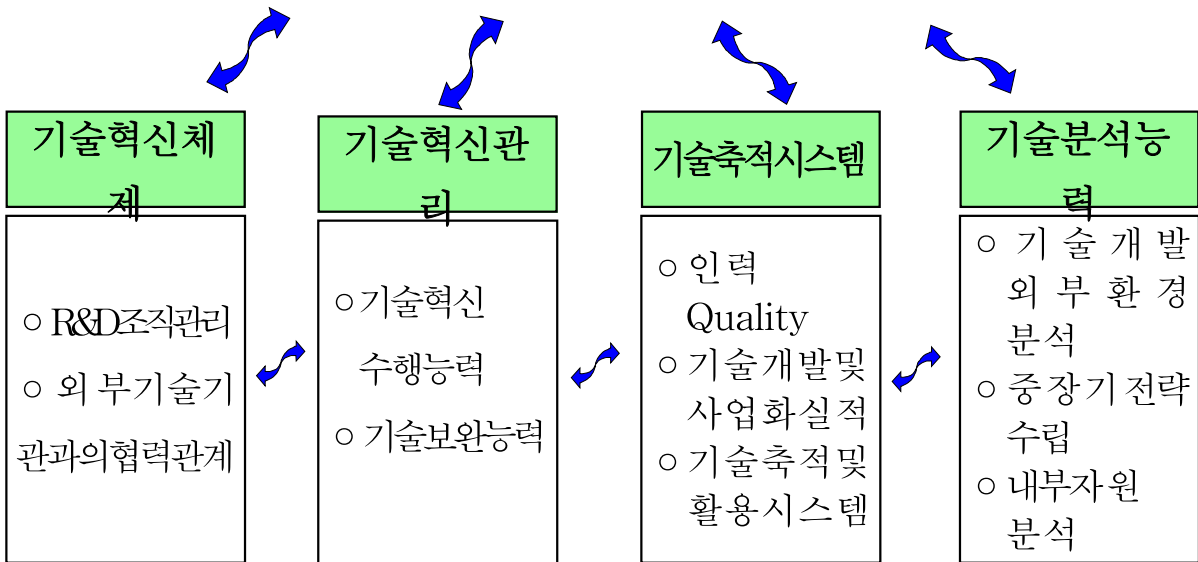 기술혁신체
제
○ R&D조직관리
○ 외부기술기
관과의협력관계
기술혁신관
리
○기술혁신
수행능력
○ 기술보완능력
기술축적시스템
○ 인력
Quality
○ 기술개발및
사업화실적
○ 기술축적및
활용시스템
기술분석능
력
○ 기술개발
외부환경
분석
○ 중장기전략
수립
○ 내부자원
분석